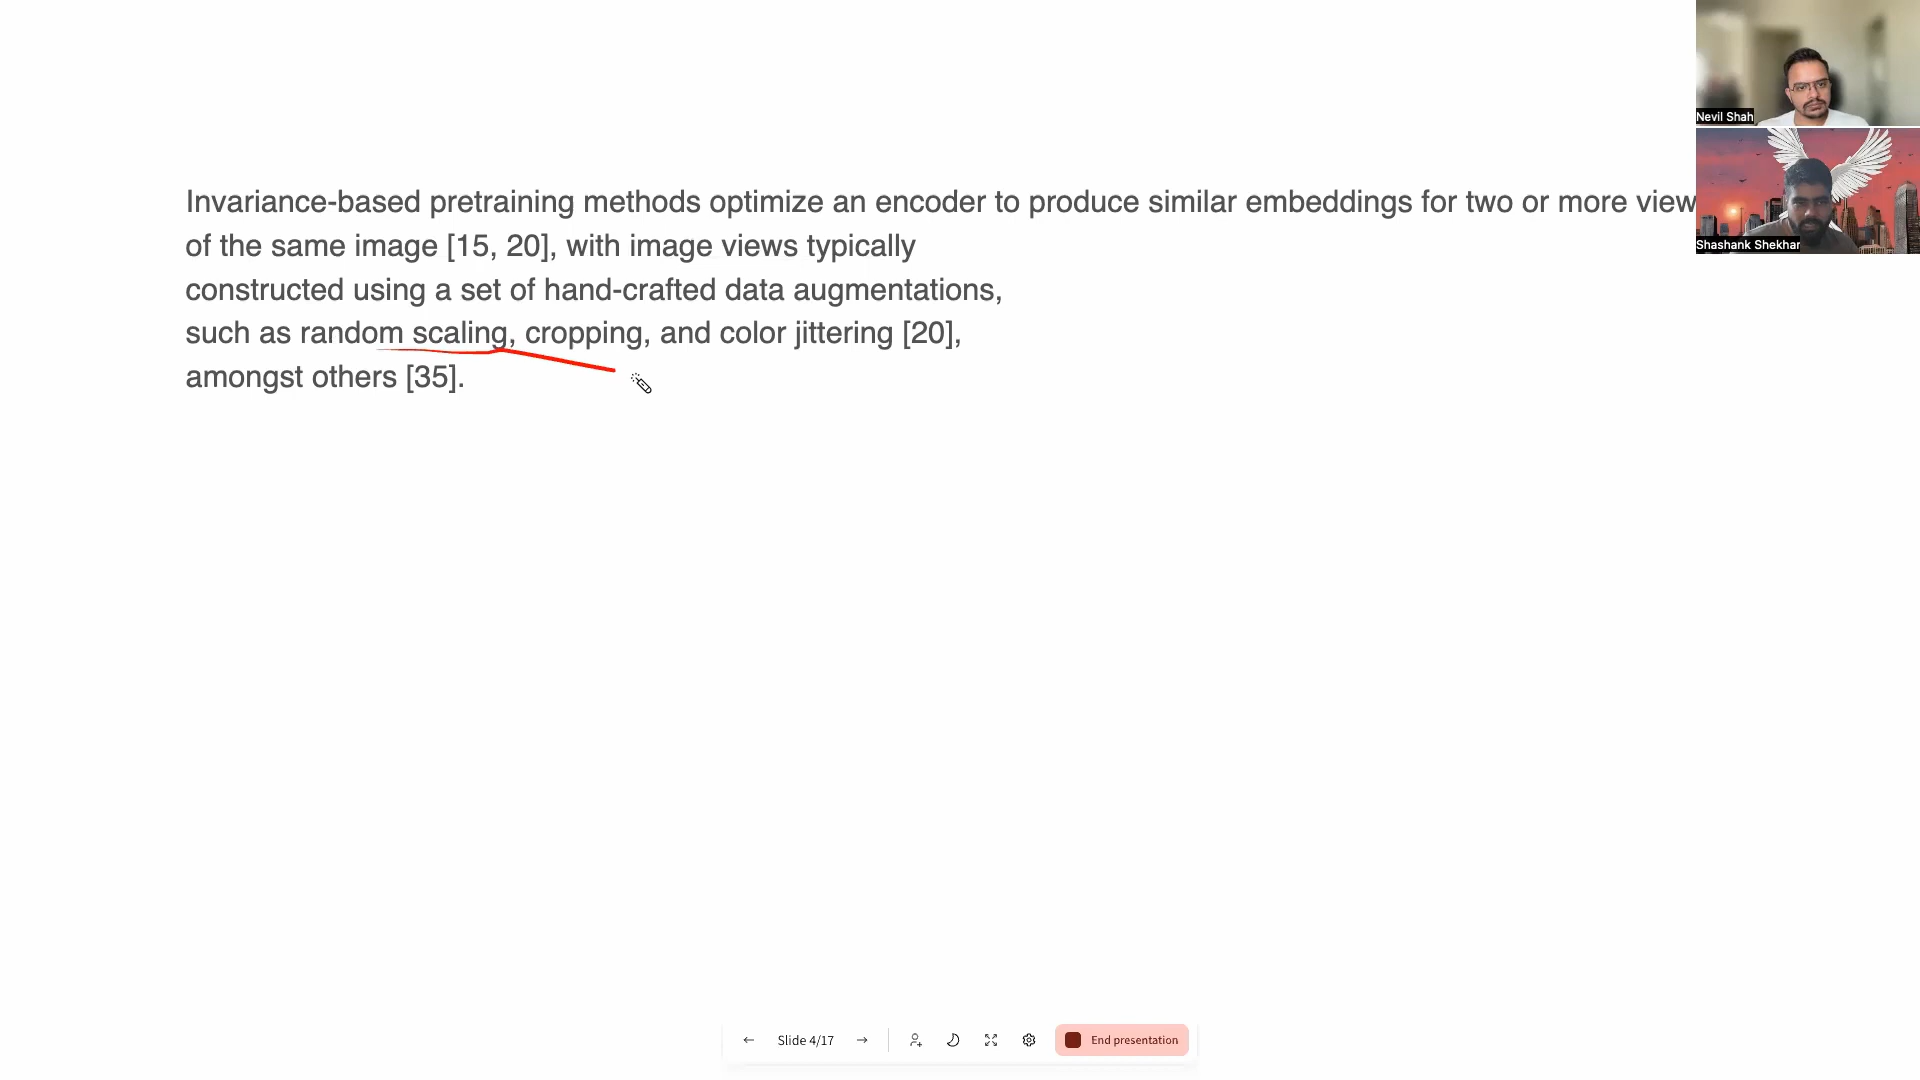 Invariance-based pretraining methods optimize an encoder to produce similar embeddings for two or more view
of the same image [15, 20], with image views typically
constructed using a set of hand-crafted data augmentations,
such as random scaling, cropping, and color jittering [20],
amongst others [35].
Nevil Shah
Shashank Shekhar
Slide 4/17
End presentation